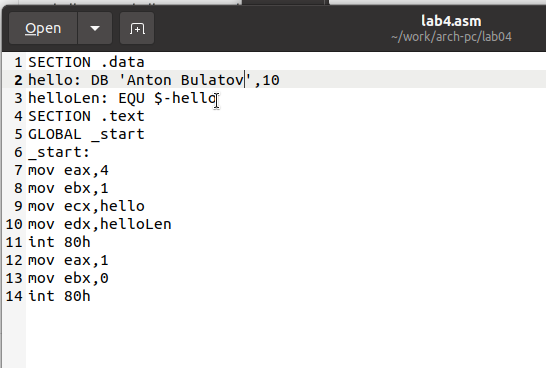 lab4.asm
Open
~/work/arch-pc/lab04
1 SECTION .data
2 hello: DB 'Anton Bulatov',10
3 helloLen: EQU $-hello
4 SECTION .text
5 GLOBAL _start
6 _start:
7 mov eax,4
8 mov ebx,1
9 mov ecx,hello
10 mov edx,helloLen
11 int 80h
12 mov eax,1
13 mov ebx,0
14 int 80h